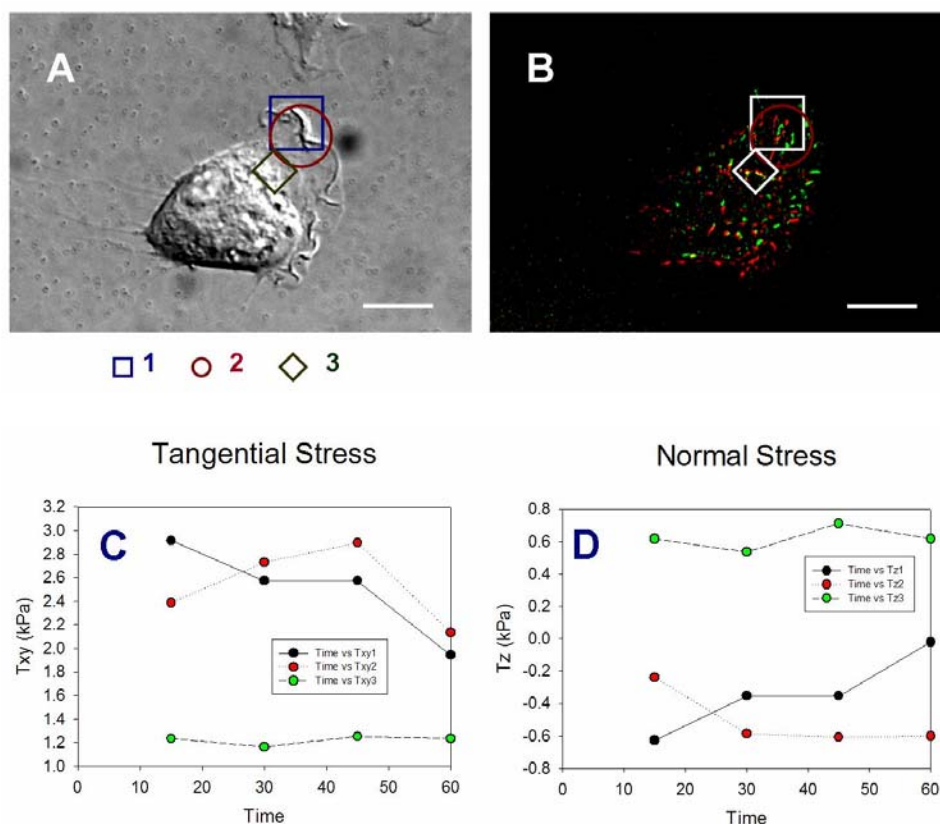 A
B
1 2 3
Tangential Stress
Normal Stress
C
D
3.2
3.0
2.8
2.6
2.4
2.2
2.0
1.8
1.6
1.4
1.2
1.0
Txy (kPa)
Time vs Txy1
Time vs Txy2
Time vs Txy3
0 10 20 30 40 50 60
Time
0.8
0.6
0.4
0.2
0.0
-0.2
-0.4
-0.6
-0.8
Tz (kPa)
Time vs Tz1
Time vs Tz2
Time vs Tz3
0 10 20 30 40 50 60
Time